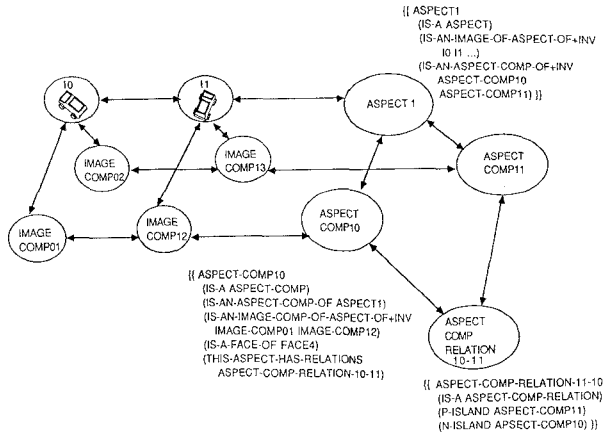 {{ ASPECT1
(IS-A ASPECT)
(IS-AN-IMAGE-OF-ASPECT-OF+INV
I0 I1 ...)
(IS-AN-ASPECT-COMP-OF+INV
ASPECT-COMP10
ASPECT-COMP11) }}
I0
I1
ASPECT 1
IMAGE
COMP02
IMAGE
COMP13
ASPECT
COMP11
IMAGE
COMP01
IMAGE
COMP12
ASPECT
COMP10
{{ ASPECT-COMP10
(IS-A ASPECT-COMP)
(IS-AN-ASPECT-COMP-OF ASPECT1)
(IS-AN-IMAGE-COMP-OF-ASPECT-OF+INV
IMAGE-COMP01 IMAGE-COMP12)
(IS-A-FACE-OF FACE4)
(THIS-ASPECT-HAS-RELATIONS
ASPECT-COMP-RELATION-10-11)
ASPECT
COMP
RELATION
10-11
{{ ASPECT-COMP-RELATION-11-10
(IS-A ASPECT-COMP-RELATION)
(P-ISLAND ASPECT-COMP11)
(N-ISLAND APSECT-COMP10) }}